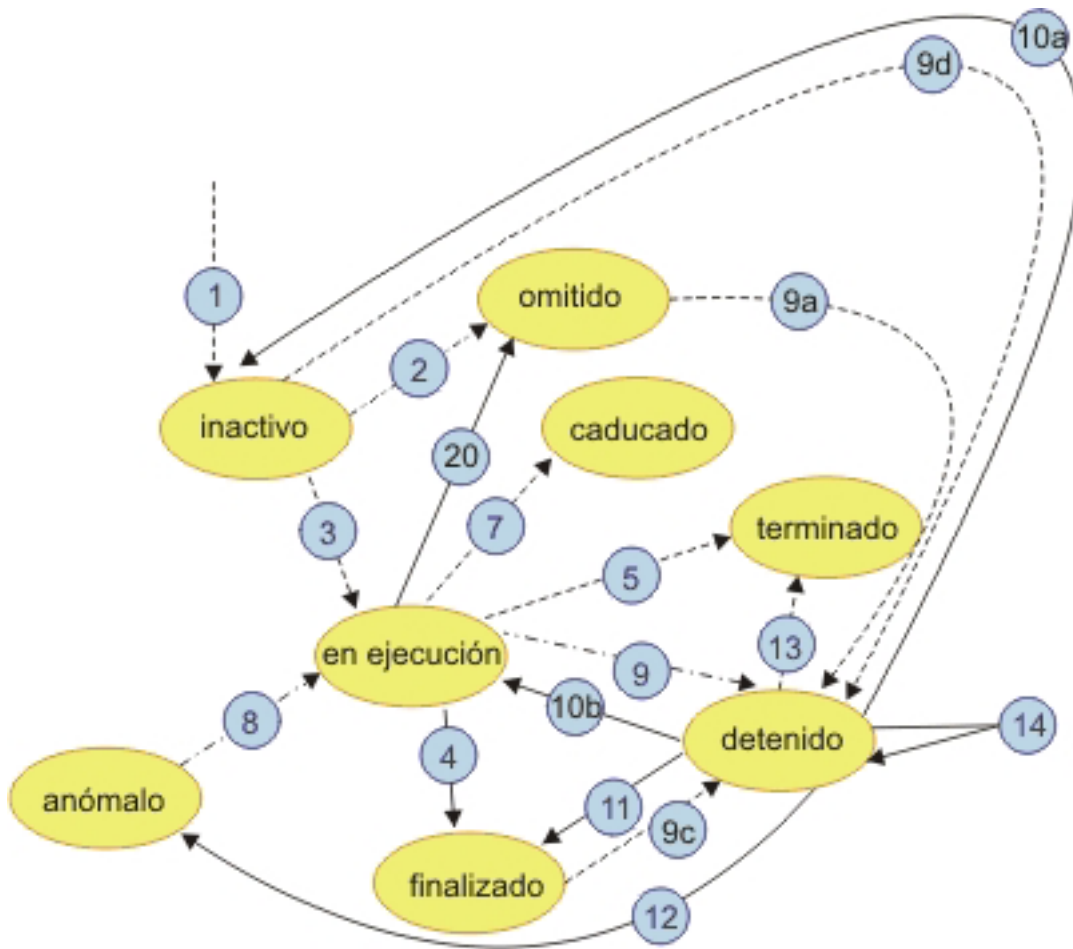 10a
9d
1
omitido
9a
2
inactivo
caducado
20
7
3
terminado
5
en ejecución
9
13
10b
8
4
detenido
14
anómalo
11
9c
finalizado
12